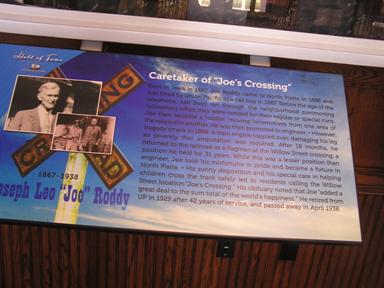 Hall of Fame
CROSSING
Caretaker of "Joe's Crossing"
Born in Iowa in 1867, Joe Roddy came to North Platte in 1886 and
was hired by Union Pacific as a call boy in 1887. Before the age of the
telephone, call boys ran through the neighborhood summoning
railroaders when they were needed for their regular or special runs.
Joe then became a hostler, moving locomotives from one area of
the railyard to another. He was then promoted to engineer. • However,
tragedy struck in 1898. A train engine toppled over, damaging his leg
so severely that amputation was required. After 18 months, he
returned to the railroad as a flagman at the Willow Street crossing, a
position he held for 31 years. While this was a lesser position than
engineer, Joe took his misfortune in stride and became a fixture in
North Platte. • His sunny disposition and his special care in helping
children cross the track safely led to residents calling the Willow
Street location "Joe's Crossing." His obituary noted that Joe "added a
great deal to the sum total of the world's happiness." He retired from
UP in 1929 after 42 years of service, and passed away in April 1938.
1867-1938
oseph Leo "Joe" Roddy